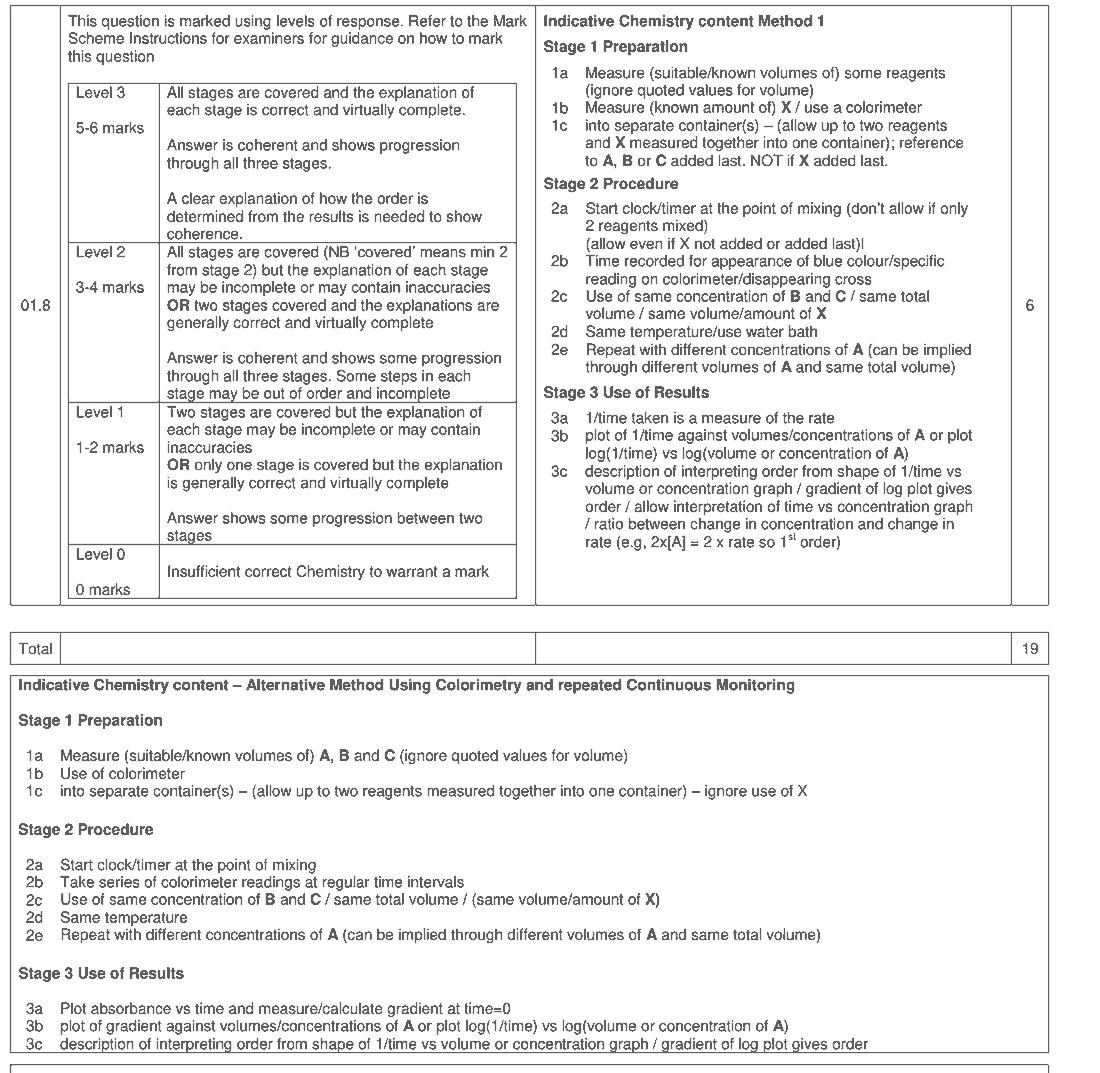 This question is marked using levels of response. Refer to the Mark
Scheme Instructions for examiners for guidance on how to mark
this question
Level 3
5-6 marks
All stages are covered and the explanation of
each stage is correct and virtually complete.
Answer is coherent and shows progression
through all three stages.
A clear explanation of how the order is
determined from the results is needed to show
coherence.
Level 2
3-4 marks
All stages are covered (NB ‘covered’ means min 2
from stage 2) but the explanation of each stage
may be incomplete or may contain inaccuracies
OR two stages covered and the explanations are
generally correct and virtually complete
Answer is coherent and shows some progression
through all three stages. Some steps in each
stage may be out of order and incomplete
Level 1
1-2 marks
Two stages are covered but the explanation of
each stage may be incomplete or may contain
inaccuracies
OR only one stage is covered but the explanation
is generally correct and virtually complete
Answer shows some progression between two
stages
Level 0
0 marks
Insufficient correct Chemistry to warrant a mark
01.8
Indicative Chemistry content Method 1
Stage 1 Preparation
1a Measure (suitable/known volumes of) some reagents
(ignore quoted values for volume)
1b Measure (known amount of) X / use a colorimeter
1c into separate container(s) – (allow up to two reagents
and X measured together into one container); reference
to A, B or C added last. NOT if X added last.
Stage 2 Procedure
2a Start clock/timer at the point of mixing (don’t allow if only
2 reagents mixed)
(allow even if X not added or added last)l
2b Time recorded for appearance of blue colour/specific
reading on colorimeter/disappearing cross
2c Use of same concentration of B and C / same total
volume / same volume/amount of X
2d Same temperature/use water bath
2e Repeat with different concentrations of A (can be implied
through different volumes of A and same total volume)
Stage 3 Use of Results
3a 1/time taken is a measure of the rate
3b plot of 1/time against volumes/concentrations of A or plot
log(1/time) vs log(volume or concentration of A)
3c description of interpreting order from shape of 1/time vs
volume or concentration graph / gradient of log plot gives
order / allow interpretation of time vs concentration graph
/ ratio between change in concentration and change in
rate (e.g, 2x[A] = 2 x rate so 1st order)
6
Total
19
Indicative Chemistry content – Alternative Method Using Colorimetry and repeated Continuous Monitoring
Stage 1 Preparation
1a Measure (suitable/known volumes of) A, B and C (ignore quoted values for volume)
1b Use of colorimeter
1c into separate container(s) – (allow up to two reagents measured together into one container) – ignore use of X
Stage 2 Procedure
2a Start clock/timer at the point of mixing
2b Take series of colorimeter readings at regular time intervals
2c Use of same concentration of B and C / same total volume / (same volume/amount of X)
2d Same temperature
2e Repeat with different concentrations of A (can be implied through different volumes of A and same total volume)
Stage 3 Use of Results
3a Plot absorbance vs time and measure/calculate gradient at time=0
3b plot of gradient against volumes/concentrations of A or plot log(1/time) vs log(volume or concentration of A)
3c description of interpreting order from shape of 1/time vs volume or concentration graph / gradient of log plot gives order